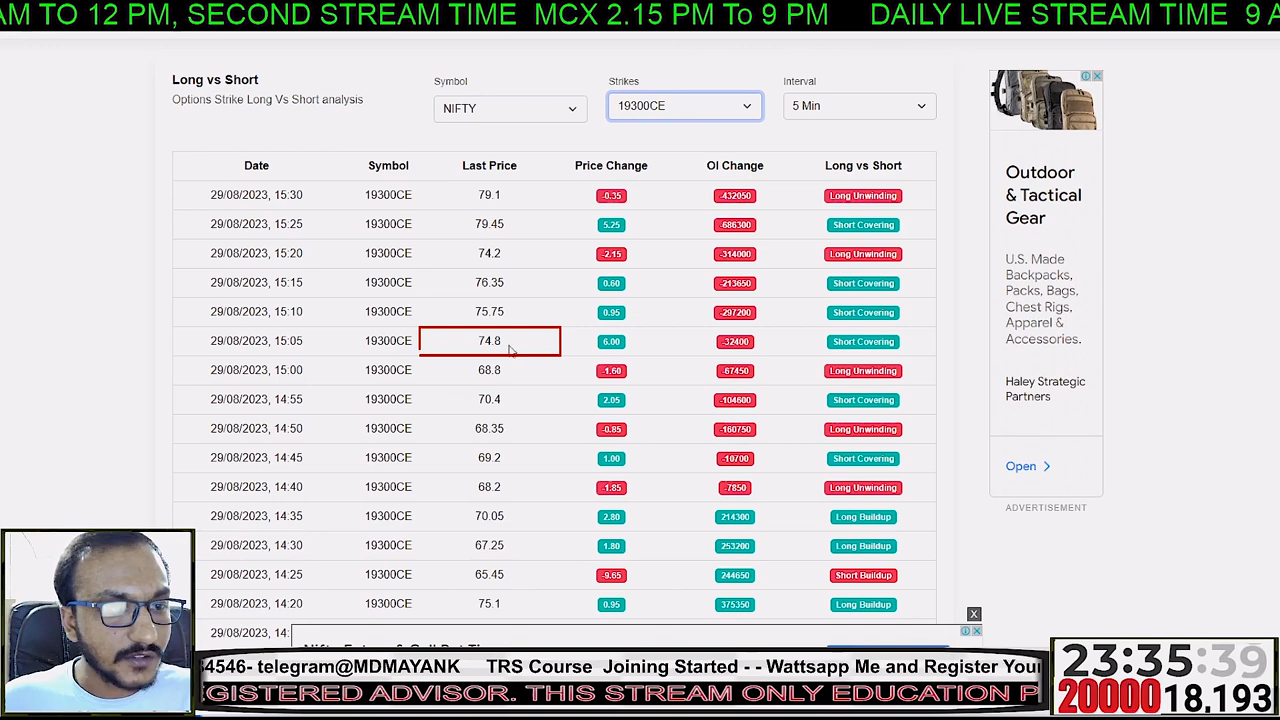 AM TO 12 PM, SECOND STREAM TIME MCX 2.15 PM To 9 PM DAILY LIVE STREAM TIME 9 A
Long vs Short
Options Strike Long Vs Short analysis
Symbol
NIFTY
Strikes
19300CE
Interval
5 Min
Date Symbol Last Price Price Change OI Change Long vs Short
29/08/2023, 15:30 19300CE 79.1 -0.35 -432050 Long Unwinding
29/08/2023, 15:25 19300CE 79.45 5.25 -686300 Short Covering
29/08/2023, 15:20 19300CE 74.2 -2.15 -314000 Long Unwinding
29/08/2023, 15:15 19300CE 76.35 0.60 -213650 Short Covering
29/08/2023, 15:10 19300CE 75.75 0.95 -297200 Short Covering
29/08/2023, 15:05 19300CE 74.8 6.00 -32400 Short Covering
29/08/2023, 15:00 19300CE 68.8 -1.60 -67450 Long Unwinding
29/08/2023, 14:55 19300CE 70.4 2.05 -104600 Short Covering
29/08/2023, 14:50 19300CE 68.35 -0.85 -160750 Long Unwinding
29/08/2023, 14:45 19300CE 69.2 1.00 -10700 Short Covering
29/08/2023, 14:40 19300CE 68.2 -1.85 -7850 Long Unwinding
29/08/2023, 14:35 19300CE 70.05 2.80 214300 Long Buildup
29/08/2023, 14:30 19300CE 67.25 1.80 253200 Long Buildup
29/08/2023, 14:25 19300CE 65.45 -9.65 244650 Short Buildup
29/08/2023, 14:20 19300CE 75.1 0.95 375350 Long Buildup
29/08/2023, 14:
Outdoor
& Tactical
Gear
U.S. Made
Backpacks,
Packs, Bags,
Chest Rigs,
Apparel &
Accessories.
Haley Strategic
Partners
Open
ADVERTISEMENT
X
34546- telegram@MDMAYANK TRS Course Joining Started - - Wattsapp Me and Register Your
EGISTERED ADVISOR. THIS STREAM ONLY EDUCATION P
23:35:39
20000 18,193